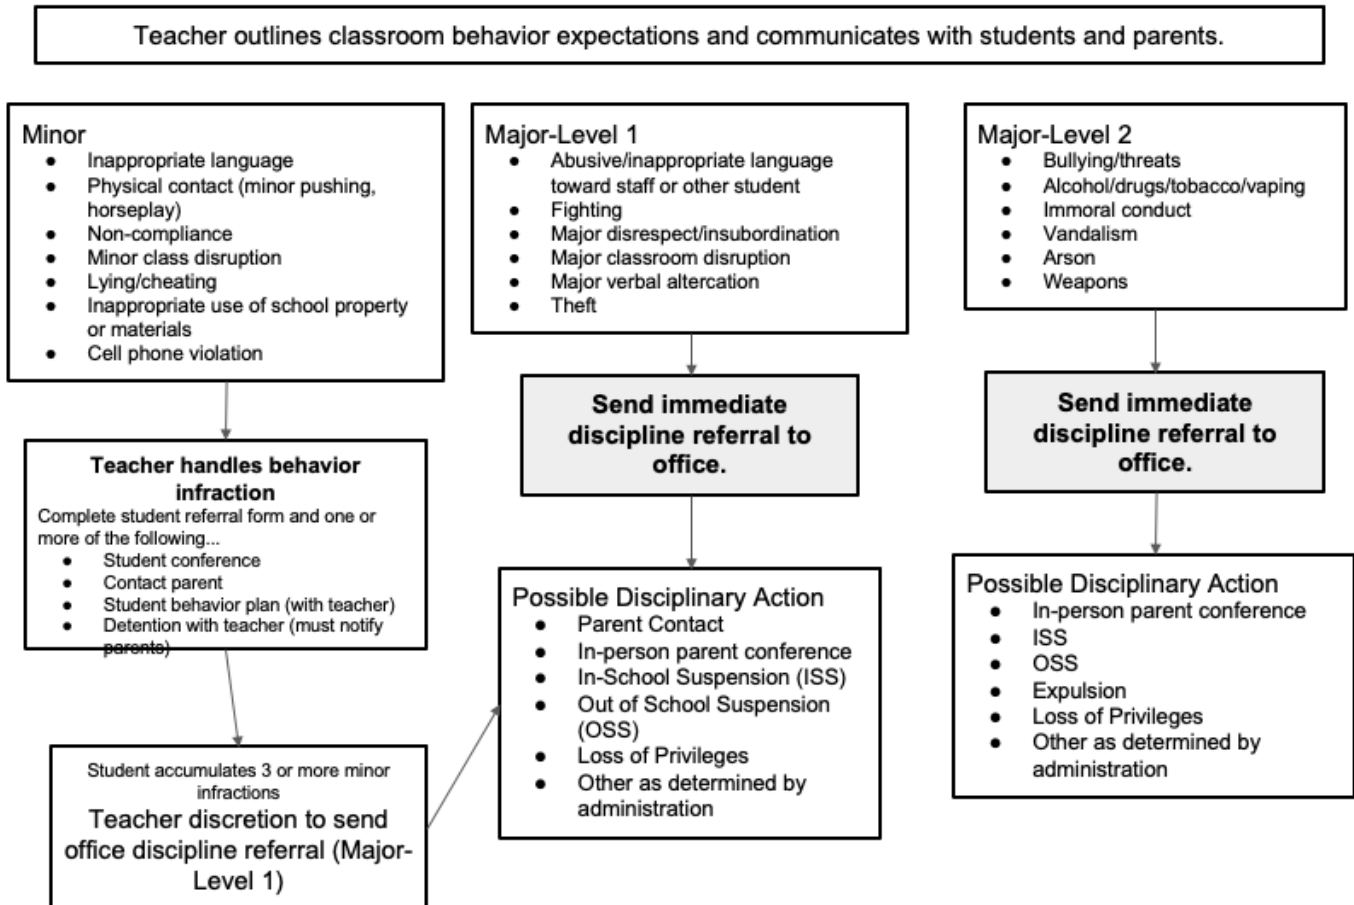 Teacher outlines classroom behavior expectations and communicates with students and parents.
Minor
● Inappropriate language
● Physical contact (minor pushing,
horseplay)
● Non-compliance
● Minor class disruption
● Lying/cheating
● Inappropriate use of school property
or materials
● Cell phone violation
Teacher handles behavior
infraction
Complete student referral form and one or
more of the following...
● Student conference
● Contact parent
● Student behavior plan (with teacher)
● Detention with teacher (must notify
parents)
Student accumulates 3 or more minor
infractions
Teacher discretion to send
office discipline referral (Major-
Level 1)
Major-Level 1
● Abusive/inappropriate language
toward staff or other student
● Fighting
● Major disrespect/insubordination
● Major classroom disruption
● Major verbal altercation
● Theft
Send immediate
discipline referral to
office.
Possible Disciplinary Action
● Parent Contact
● In-person parent conference
● In-School Suspension (ISS)
● Out of School Suspension
(OSS)
● Loss of Privileges
● Other as determined by
administration
Major-Level 2
● Bullying/threats
● Alcohol/drugs/tobacco/vaping
● Immoral conduct
● Vandalism
● Arson
● Weapons
Send immediate
discipline referral to
office.
Possible Disciplinary Action
● In-person parent conference
● ISS
● OSS
● Expulsion
● Loss of Privileges
● Other as determined by
administration